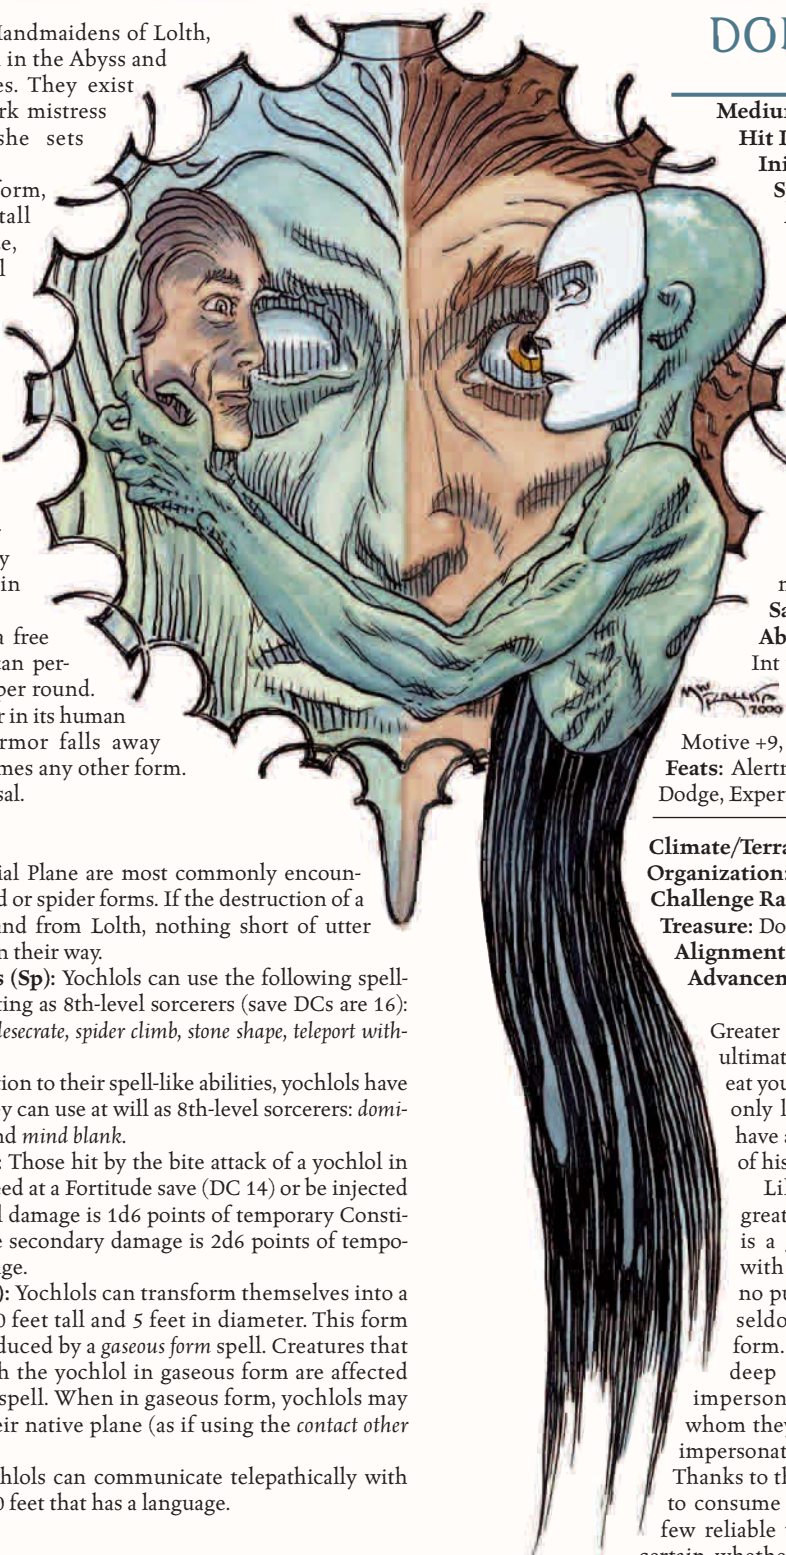 Handmaidens of Lolth,
in the Abyss and
es. They exist
rk mistress
she sets
orm,
tall
e,
l
y
in
a free
can per-
per round.
r in its human
rmor falls away
mes any other form.
sal.
ial Plane are most commonly encoun-
d or spider forms. If the destruction of a
and from Lolth, nothing short of utter
n their way.
s (Sp): Yochlols can use the following spell-
ting as 8th-level sorcerers (save DCs are 16):
desecrate, spider climb, stone shape, teleport with-
tion to their spell-like abilities, yochlols have
ey can use at will as 8th-level sorcerers: domi-
nd mind blank.
: Those hit by the bite attack of a yochlol in
eed at a Fortitude save (DC 14) or be injected
l damage is 1d6 points of temporary Consti-
e secondary damage is 2d6 points of tempo-
ge.
): Yochlols can transform themselves into a
0 feet tall and 5 feet in diameter. This form
duced by a gaseous form spell. Creatures that
h the yochlol in gaseous form are affected
spell. When in gaseous form, yochlols may
eir native plane (as if using the contact other
chlols can communicate telepathically with
0 feet that has a language.
DO
Medium
Hit D
Ini
S
n
Sa
Ab
Int
2000
Motive +9,
Feats: Alertn
Dodge, Exper
Climate/Terra
Organization:
Challenge Ra
Treasure: Do
Alignment
Advancem
Greater
ultimat
eat you
only l
have a
of his
Li
great
is a
with
no pu
seldo
form.
deep
imperson
whom they
impersonat
Thanks to th
to consume
few reliable
certain whethe